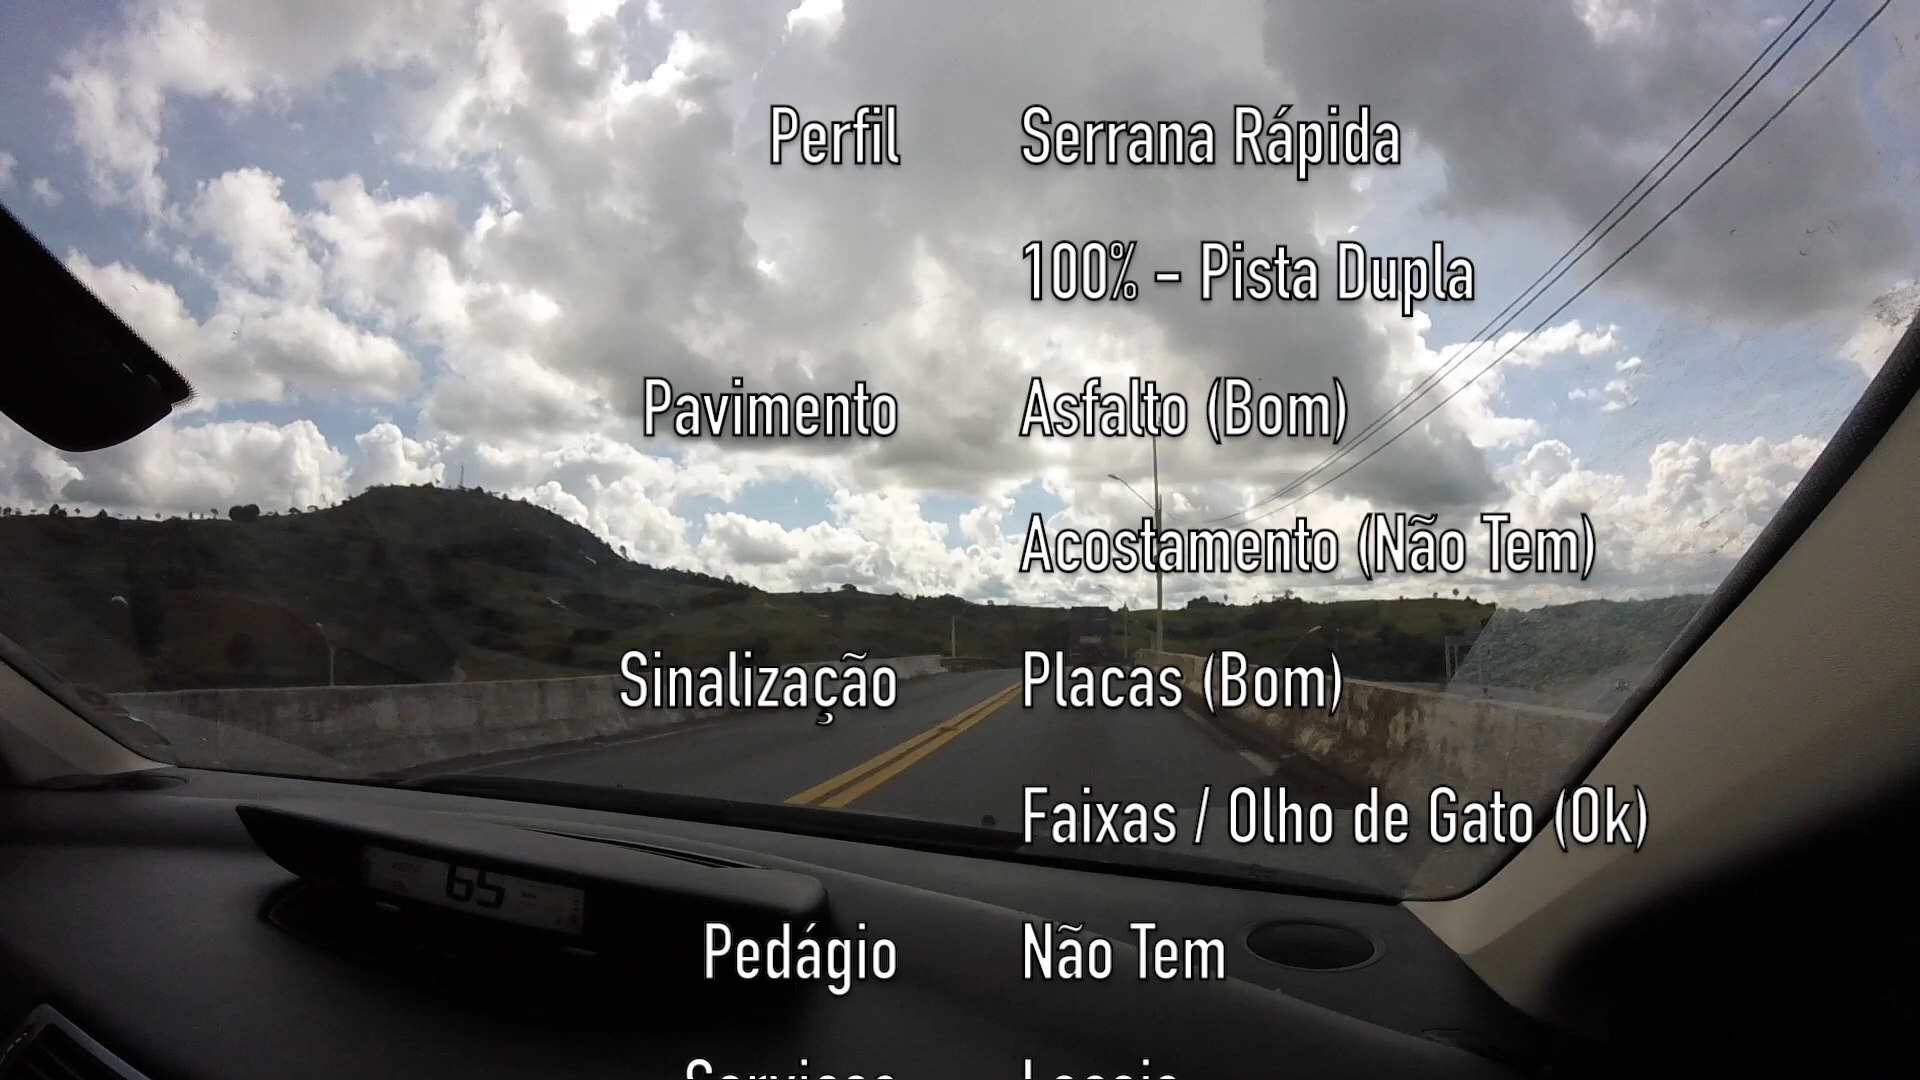 Perfil Serrana Rápida
100% – Pista Dupla
Pavimento Asfalto (Bom)
Acostamento (Não Tem)
Sinalização Placas (Bom)
Faixas / Olho de Gato (Ok)
65
Pedágio Não Tem